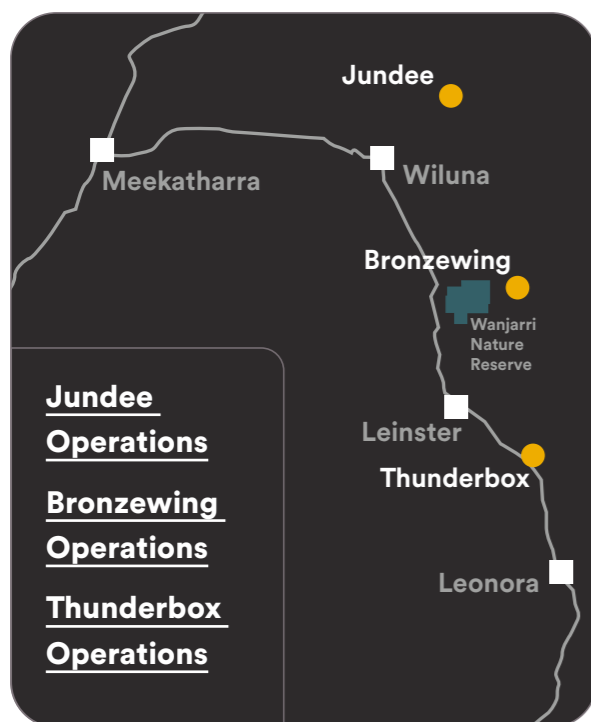 Jundee
Meekatharra
Wiluna
Bronzewing
Wanjarri
Nature
Reserve
Leinster
Thunderbox
Leonora
Jundee
Operations
Bronzewing
Operations
Thunderbox
Operations